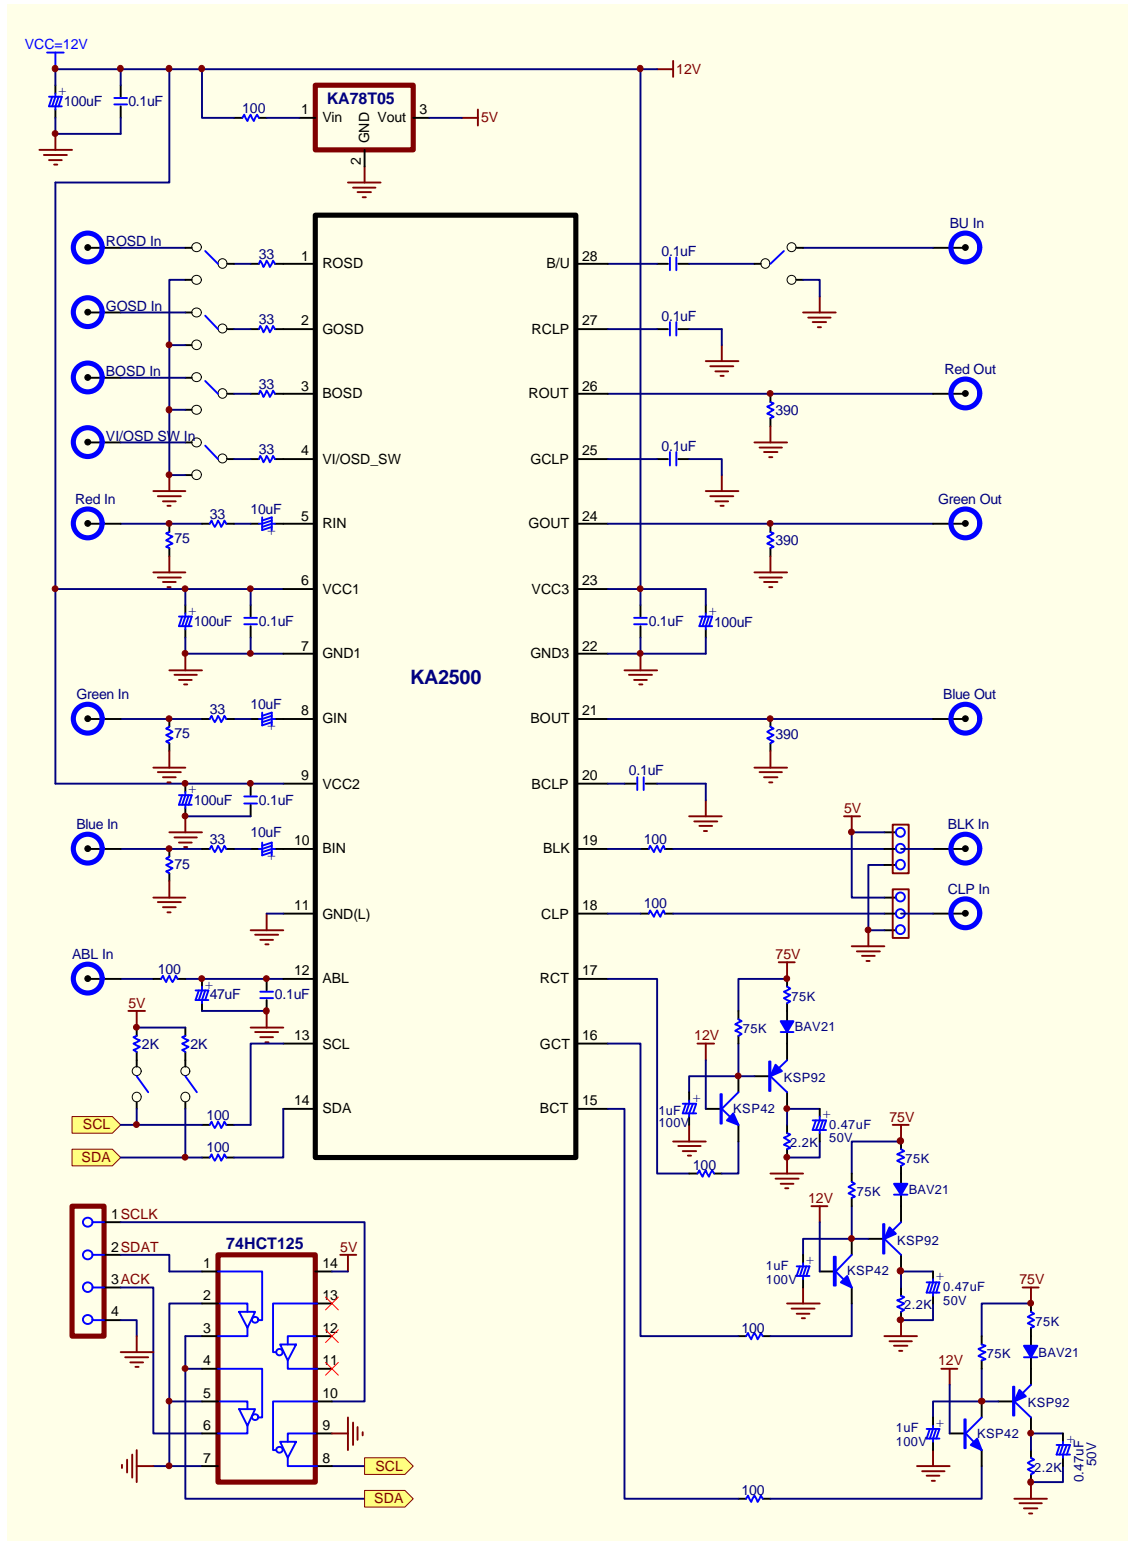 VCC=12V
100uF
0.1uF
100
1
KA78T05
Vin
GND
Vout
2
3
5V
12V
ROSD In
33
1
ROSD
GOSD In
33
2
GOSD
BOSD In
33
3
BOSD
VI/OSD SW In
33
4
VI/OSD_SW
Red In
75
33
10uF
5
RIN
6
VCC1
100uF
0.1uF
7
GND1
Green In
75
33
10uF
8
GIN
9
VCC2
100uF
0.1uF
Blue In
75
33
10uF
10
BIN
11
GND(L)
ABL In
100
47uF
0.1uF
12
ABL
5V
2K
2K
13
SCL
14
SDA
SCL
100
SDA
100
KA2500
B/U
28
0.1uF
BU In
RCLP
27
0.1uF
ROUT
26
390
Red Out
GCLP
25
0.1uF
GOUT
24
390
Green Out
VCC3
23
0.1uF
100uF
GND3
22
BOUT
21
390
Blue Out
BCLP
20
0.1uF
5V
BLK
19
100
BLK In
CLP
18
100
CLP In
RCT
17
GCT
16
BCT
15
75V
75K
75K
BAV21
12V
KSP92
1uF
100V
KSP42
0.47uF
50V
2.2K
100
75V
75K
75K
BAV21
12V
KSP92
1uF
100V
KSP42
0.47uF
50V
2.2K
100
75V
75K
75K
BAV21
12V
KSP92
1uF
100V
KSP42
0.47uF
50V
2.2K
100
1
SCLK
2
SDAT
3
ACK
4
74HCT125
1
2
3
4
5
6
7
14
13
12
11
10
9
8
5V
SCL
SDA